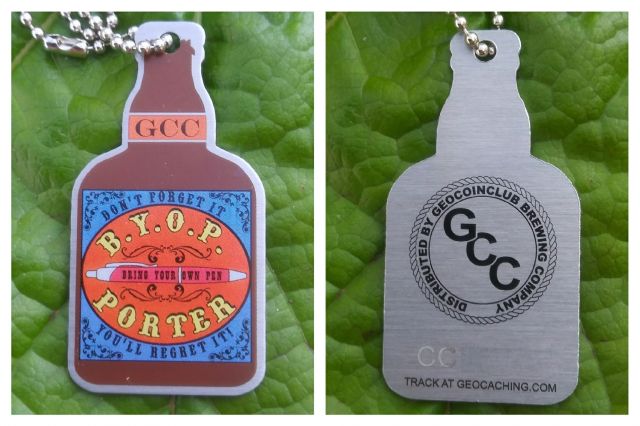 GCC
DON'T FORGET IT
B.Y.O.P.
BRING YOUR OWN PEN
PORTER
YOU'LL REGRET IT!
DISTRIBUTED BY GEOCOINCLUB BREWING COMPANY
GCC
CC
TRACK AT GEOCACHING.COM